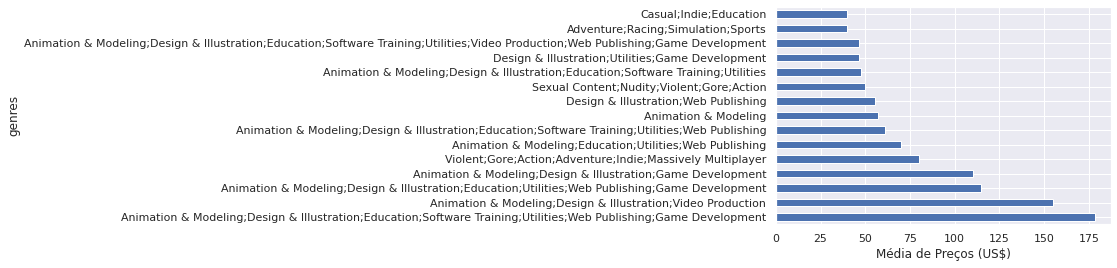 Casual;Indie;Education
Adventure;Racing;Simulation;Sports
Animation & Modeling;Design & Illustration;Education;Software Training;Utilities;Video Production;Web Publishing;Game Development
Design & Illustration;Utilities;Game Development
Animation & Modeling;Design & Illustration;Education;Software Training;Utilities
Sexual Content;Nudity;Violent;Gore;Action
Design & Illustration;Web Publishing
Animation & Modeling
Animation & Modeling;Design & Illustration;Education;Software Training;Utilities;Web Publishing
Animation & Modeling;Education;Utilities;Web Publishing
Violent;Gore;Action;Adventure;Indie;Massively Multiplayer
Animation & Modeling;Design & Illustration;Game Development
Animation & Modeling;Design & Illustration;Education;Utilities;Web Publishing;Game Development
Animation & Modeling;Design & Illustration;Video Production
Animation & Modeling;Design & Illustration;Education;Software Training;Utilities;Web Publishing;Game Development
genres
0 25 50 75 100 125 150 175
Média de Preços (US$)